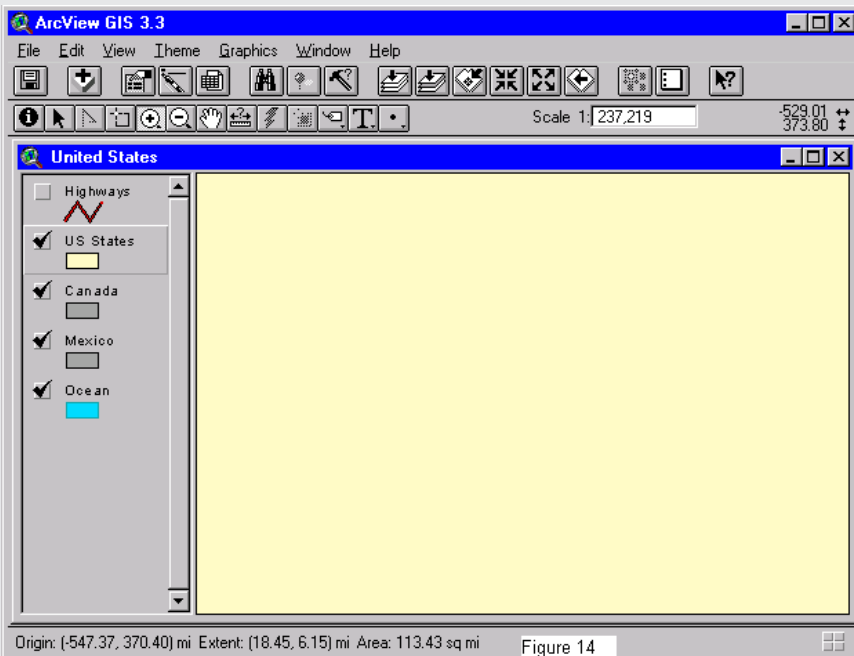 ArcView GIS 3.3
File Edit View Theme Graphics Window Help
Scale 1: 237,219
-529.01
373.80
United States
Highways
US States
Canada
Mexico
Ocean
Origin: (-547.37, 370.40) mi Extent: (18.45, 6.15) mi Area: 113.43 sq mi
Figure 14